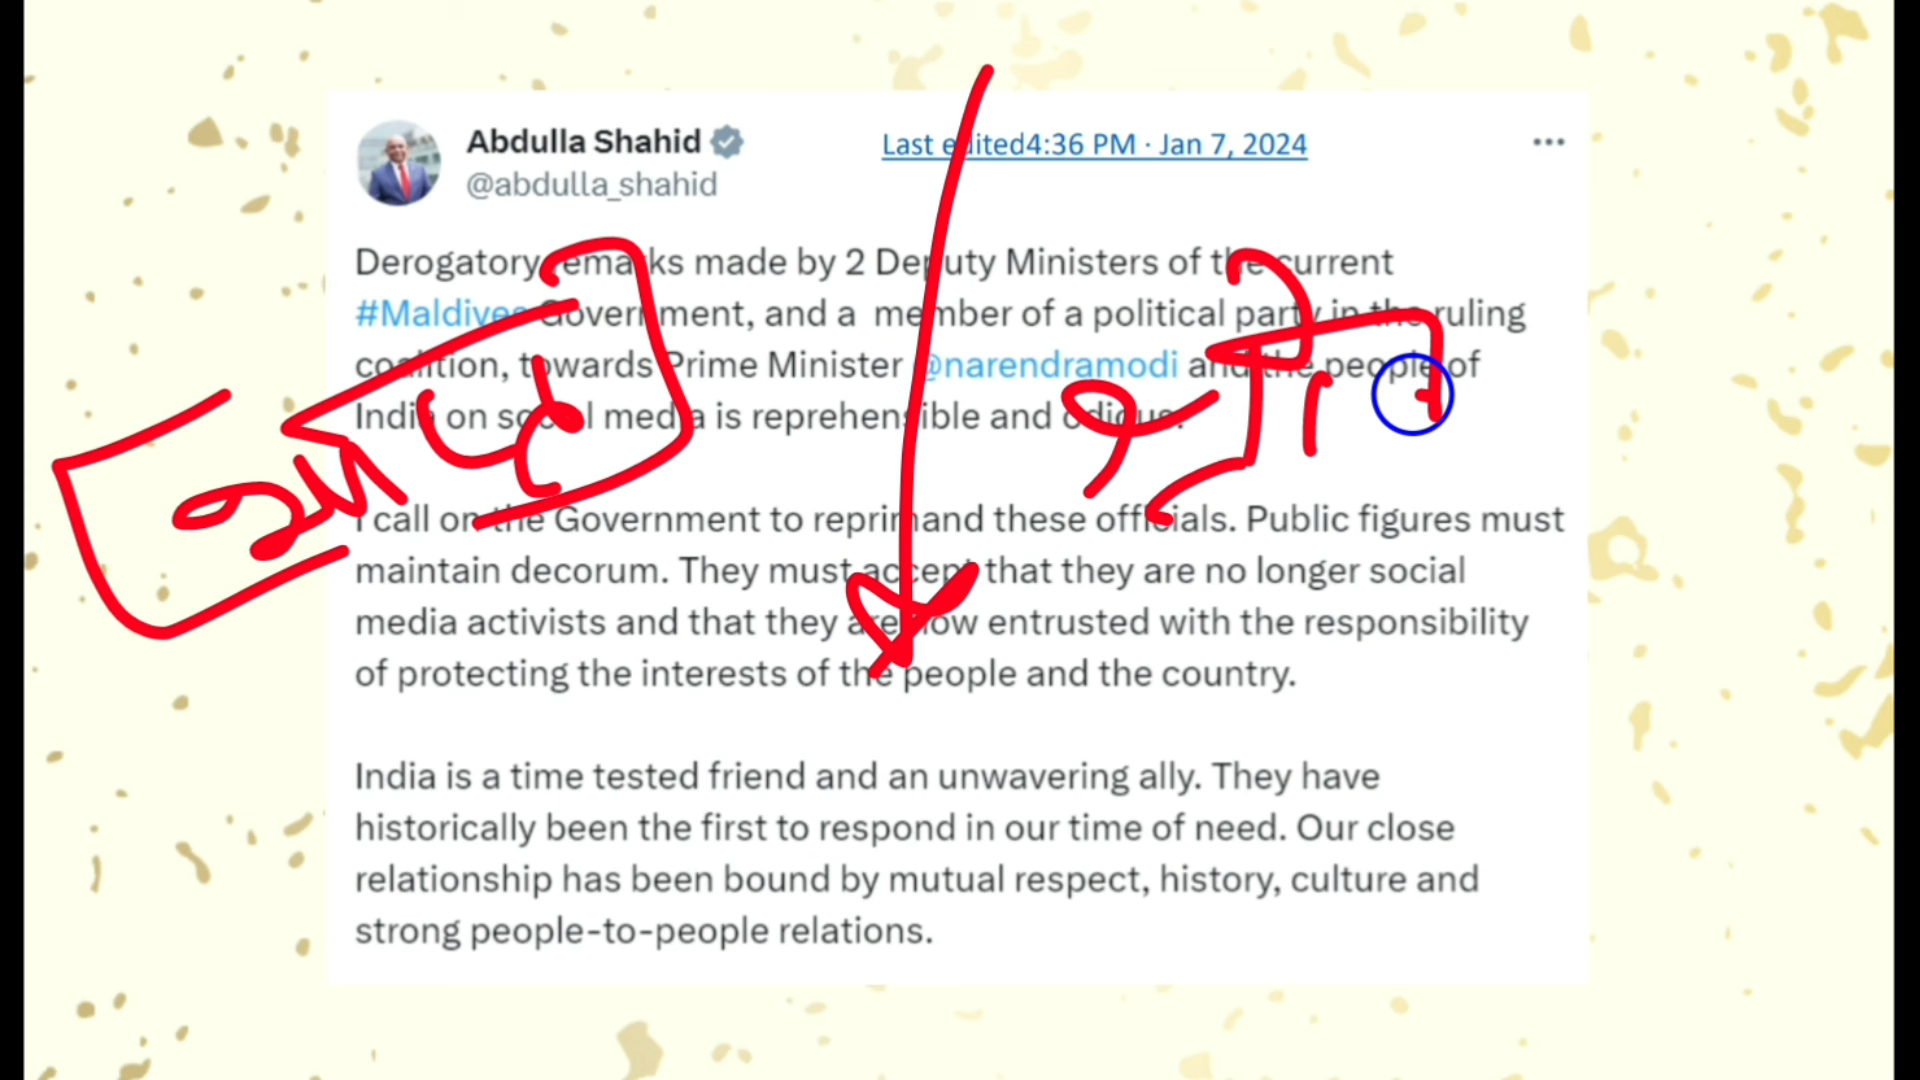 Abdulla Shahid
Last edited4:36 PM · Jan 7, 2024
@abdulla_shahid
Derogatory remarks made by 2 Deputy Ministers of the current
#Maldives Government, and a member of a political party in the ruling
coalition, towards Prime Minister @narendramodi and the people of
India on social media is reprehensible and odious.
I call on the Government to reprimand these officials. Public figures must
maintain decorum. They must accept that they are no longer social
media activists and that they are now entrusted with the responsibility
of protecting the interests of the people and the country.
India is a time tested friend and an unwavering ally. They have
historically been the first to respond in our time of need. Our close
relationship has been bound by mutual respect, history, culture and
strong people-to-people relations.